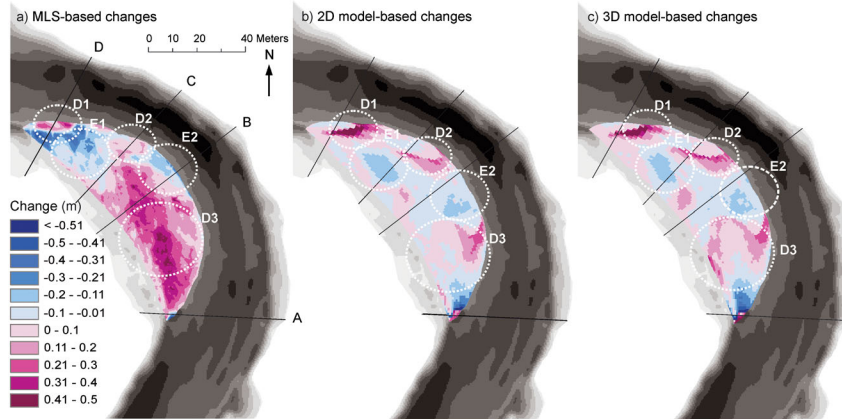 a) MLS-based changes
0 10 20 40 Meters
N
D
C
B
D1
E1
D2
E2
D3
A
Change (m)
< -0.51
-0.5 - -0.41
-0.4 - -0.31
-0.3 - -0.21
-0.2 - -0.11
-0.1 - -0.01
0 - 0.1
0.11 - 0.2
0.21 - 0.3
0.31 - 0.4
0.41 - 0.5
b) 2D model-based changes
D1
E1
D2
E2
D3
c) 3D model-based changes
D1
E1
D2
E2
D3